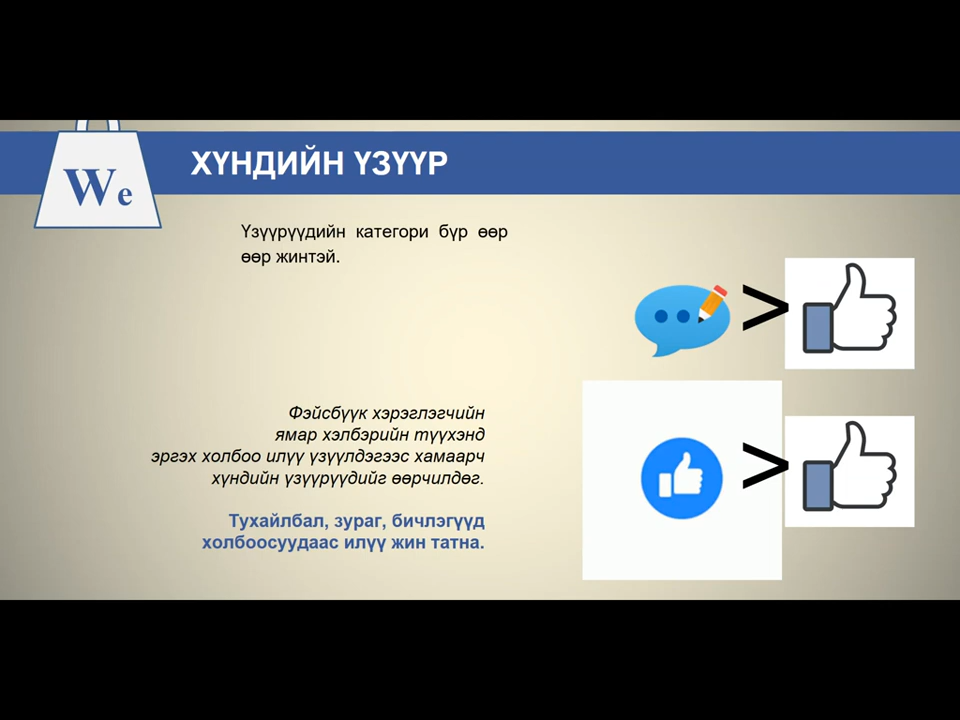 We
ХҮНДИЙН ҮЗҮҮР
Үзүүрүүдийн категори бүр өөр
өөр жинтэй.
>
Фэйсбүүк хэрэглэгчийн
ямар хэлбэрийн түүхэнд
эргэх холбоо илүү үзүүлдэгээс хамаарч
хүндийн үзүүрүүдийг өөрчилдөг.
>
Тухайлбал, зураг, бичлэгүүд
холбоосуудаас илүү жин татна.